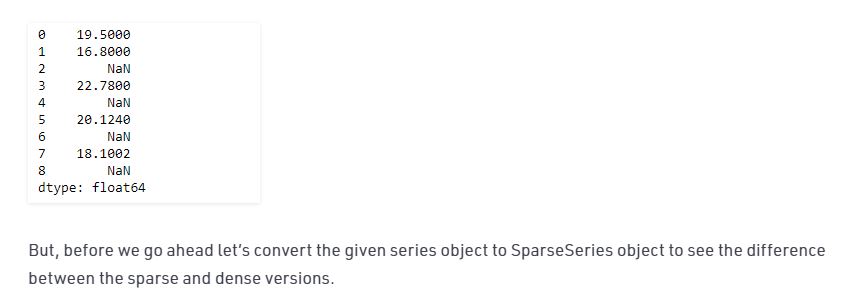 0    19.5000
1    16.8000
2        NaN
3    22.7800
4        NaN
5    20.1240
6        NaN
7    18.1002
8        NaN
dtype: float64
But, before we go ahead let’s convert the given series object to SparseSeries object to see the difference
between the sparse and dense versions.